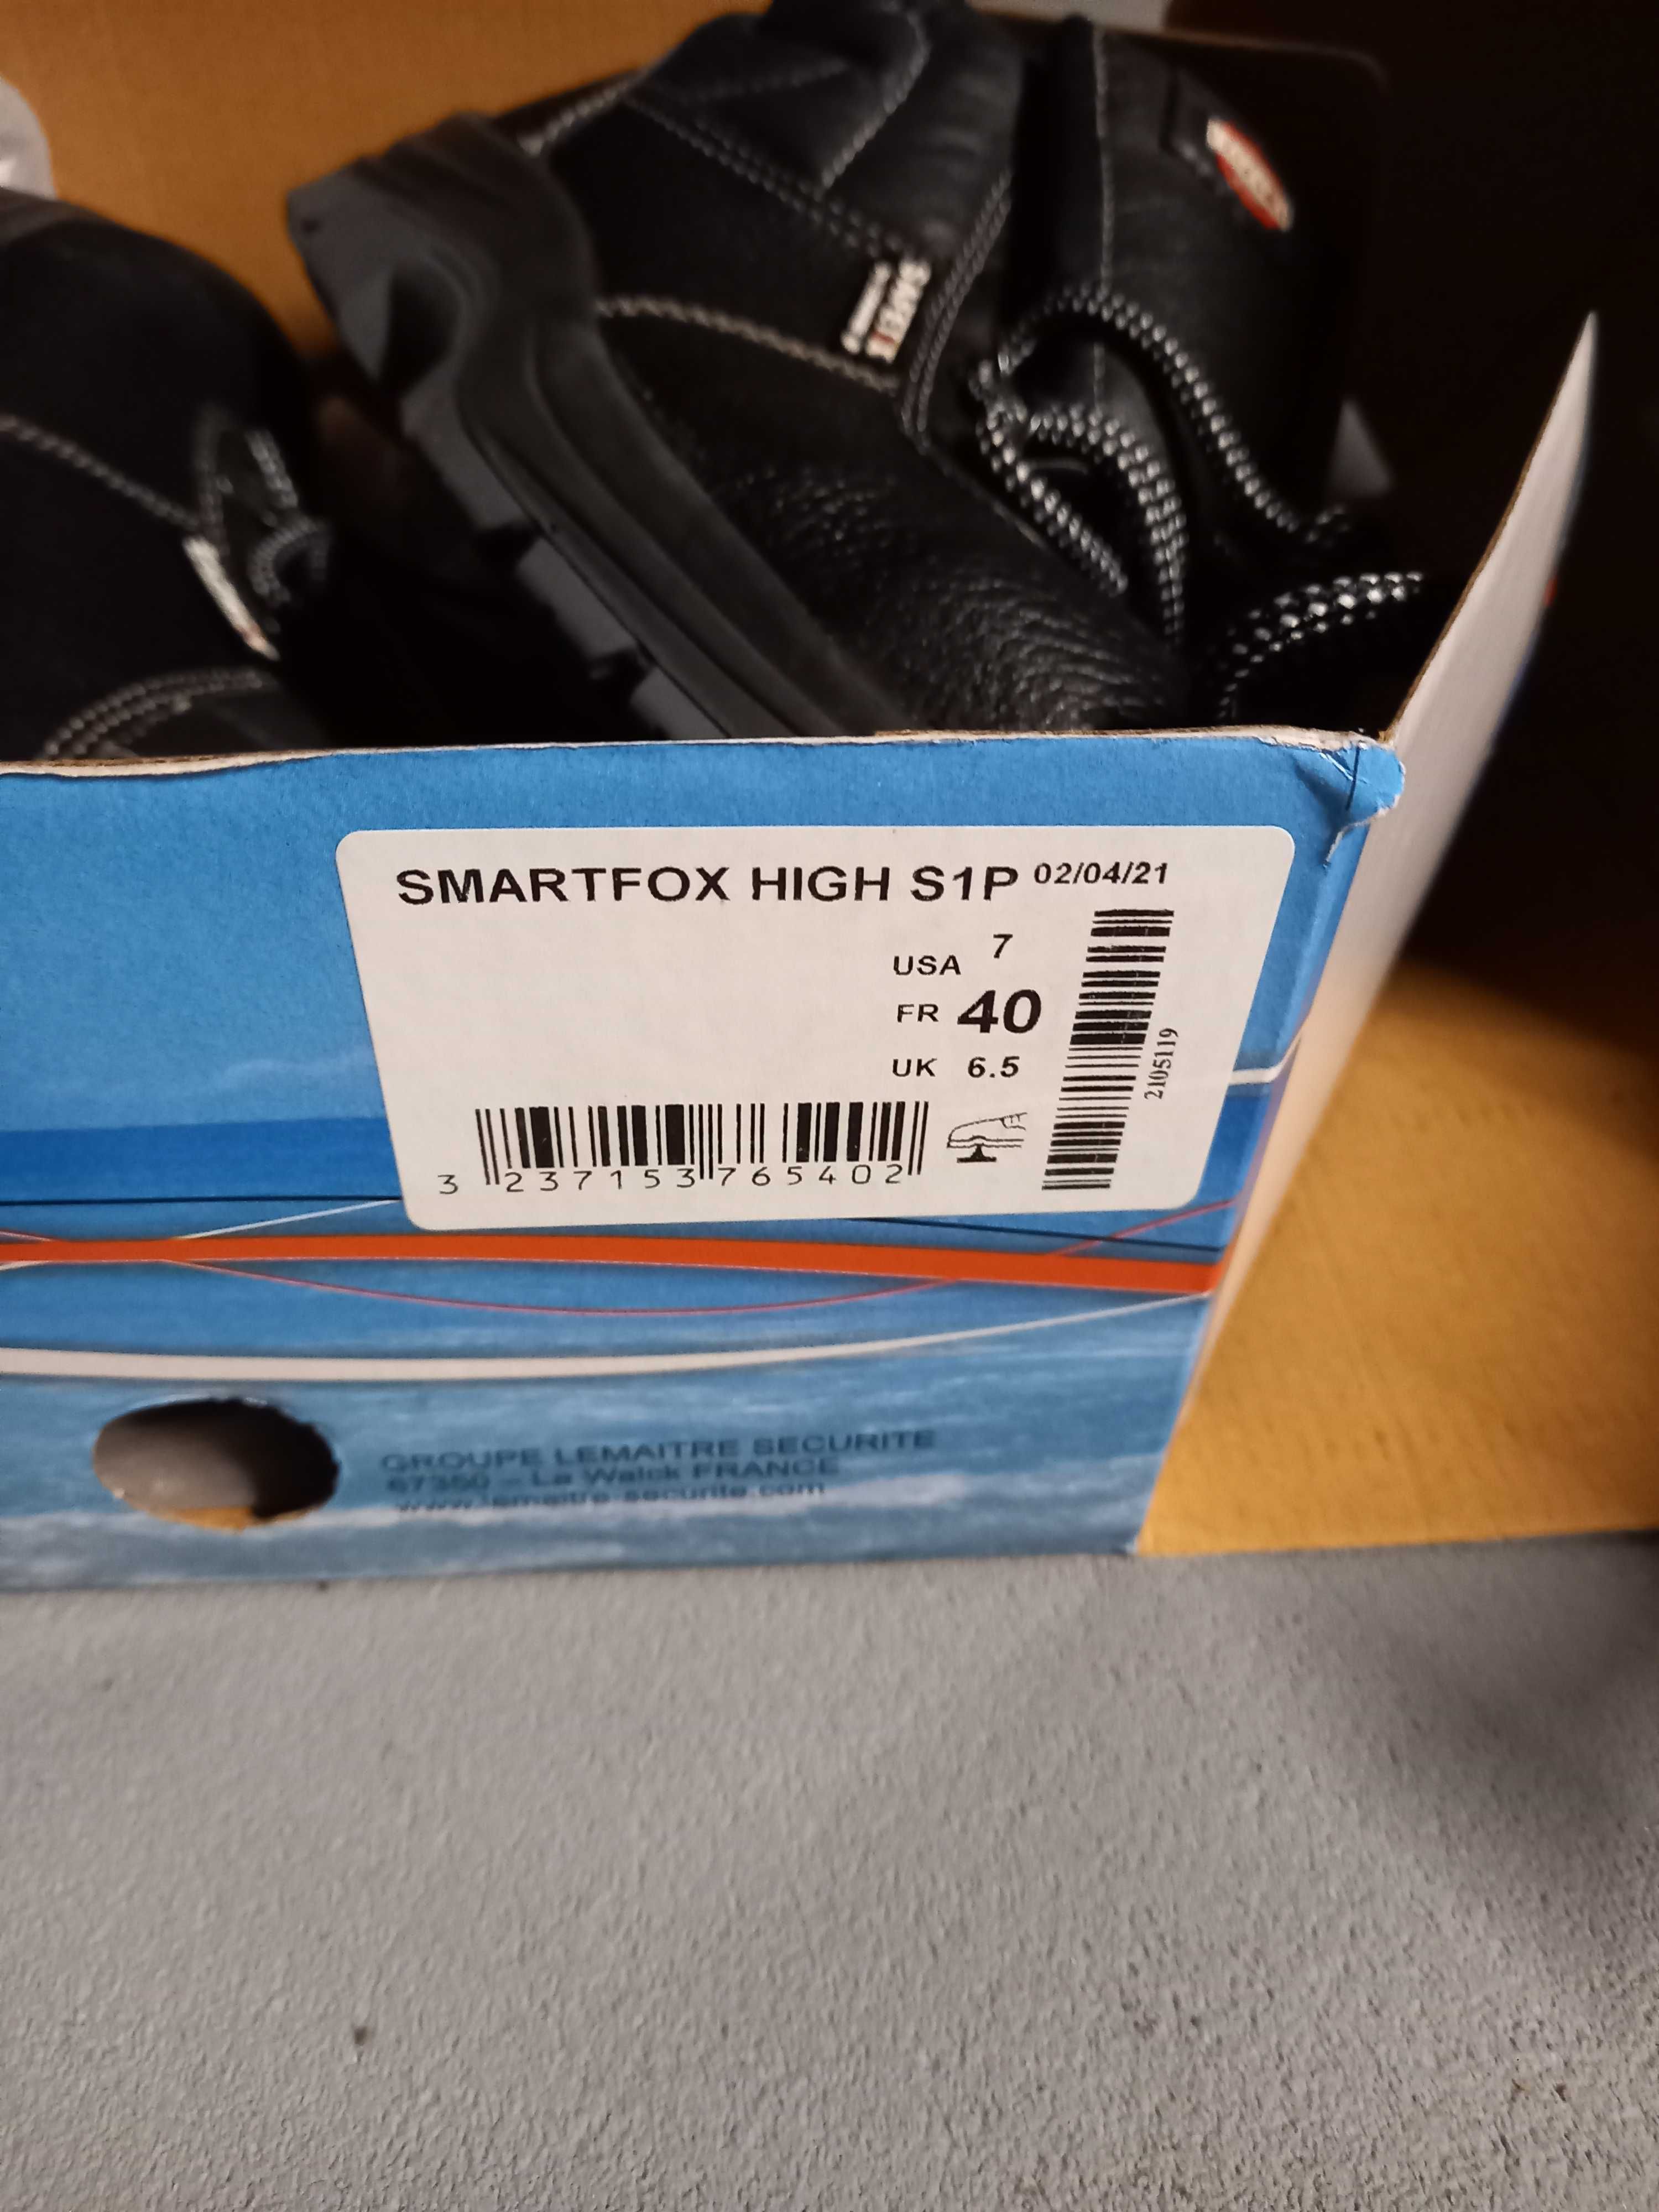 SMARTFOX HIGH S1P 02/04/21
USA 7
FR 40
UK 6.5
3 237153 765402
2105119
GROUPE LEMAITRE SECURITE
67350 - La Walck FRANCE
www.lemaitre-securite.com